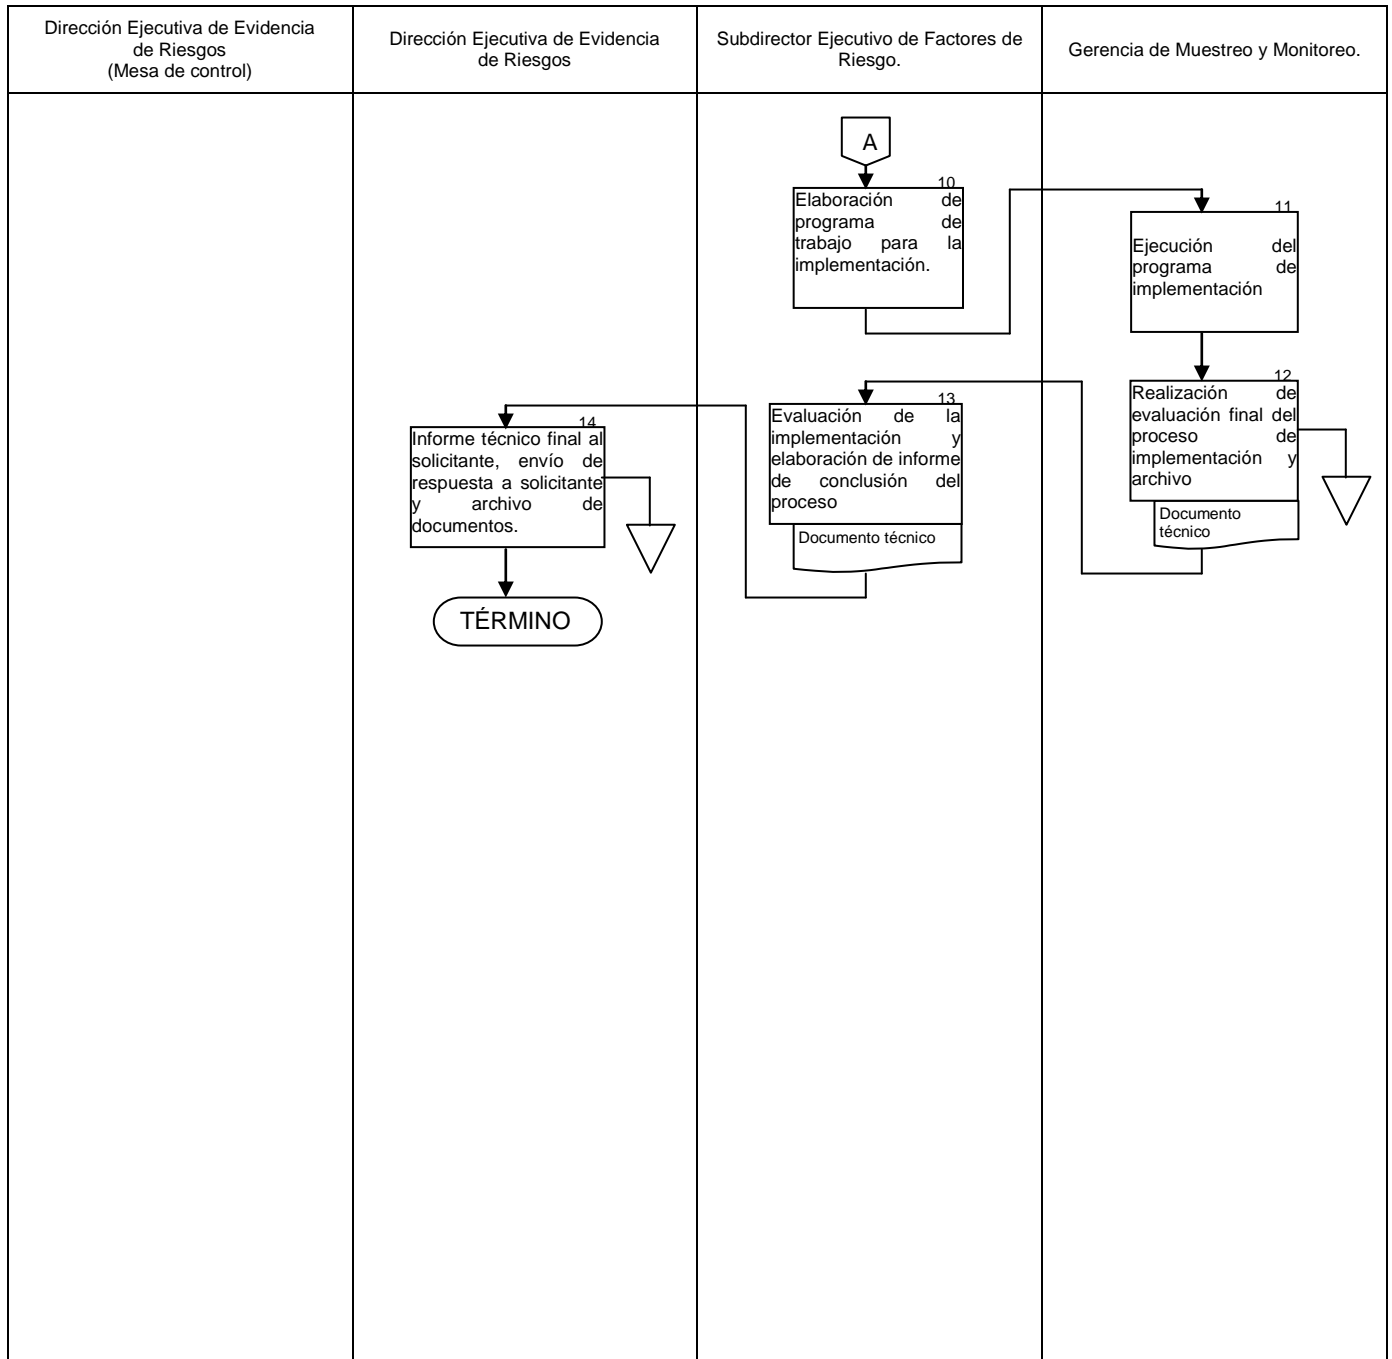 Dirección Ejecutiva de Evidencia
de Riesgos
(Mesa de control)
Dirección Ejecutiva de Evidencia
de Riesgos
Subdirector Ejecutivo de Factores de
Riesgo.
Gerencia de Muestreo y Monitoreo.
A
10
Elaboración de
programa de
trabajo para la
implementación.
11
Ejecución del
programa de
implementación
12
Realización de
evaluación final del
proceso de
implementación y
archivo
Documento
técnico
13
Evaluación de la
implementación y
elaboración de informe
de conclusión del
proceso
Documento técnico
14
Informe técnico final al
solicitante, envío de
respuesta a solicitante
y archivo de
documentos.
TÉRMINO